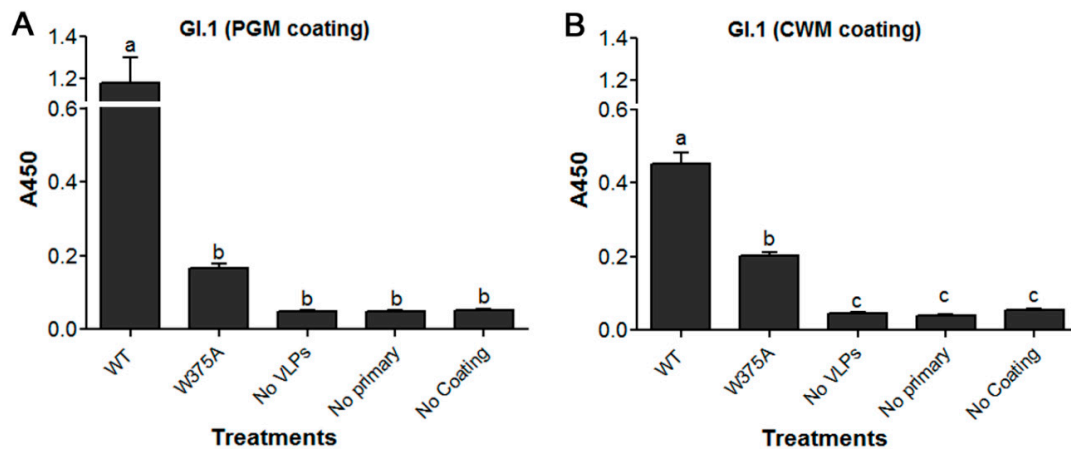 A
GI.1 (PGM coating)
1.4
1.2
0.6
0.4
0.2
0.0
A450
a
b
b
b
b
WT
W375A
No VLPs
No primary
No Coating
Treatments
B
GI.1 (CWM coating)
1.4
1.2
0.6
0.4
0.2
0.0
A450
a
b
c
c
c
WT
W375A
No VLPs
No primary
No Coating
Treatments